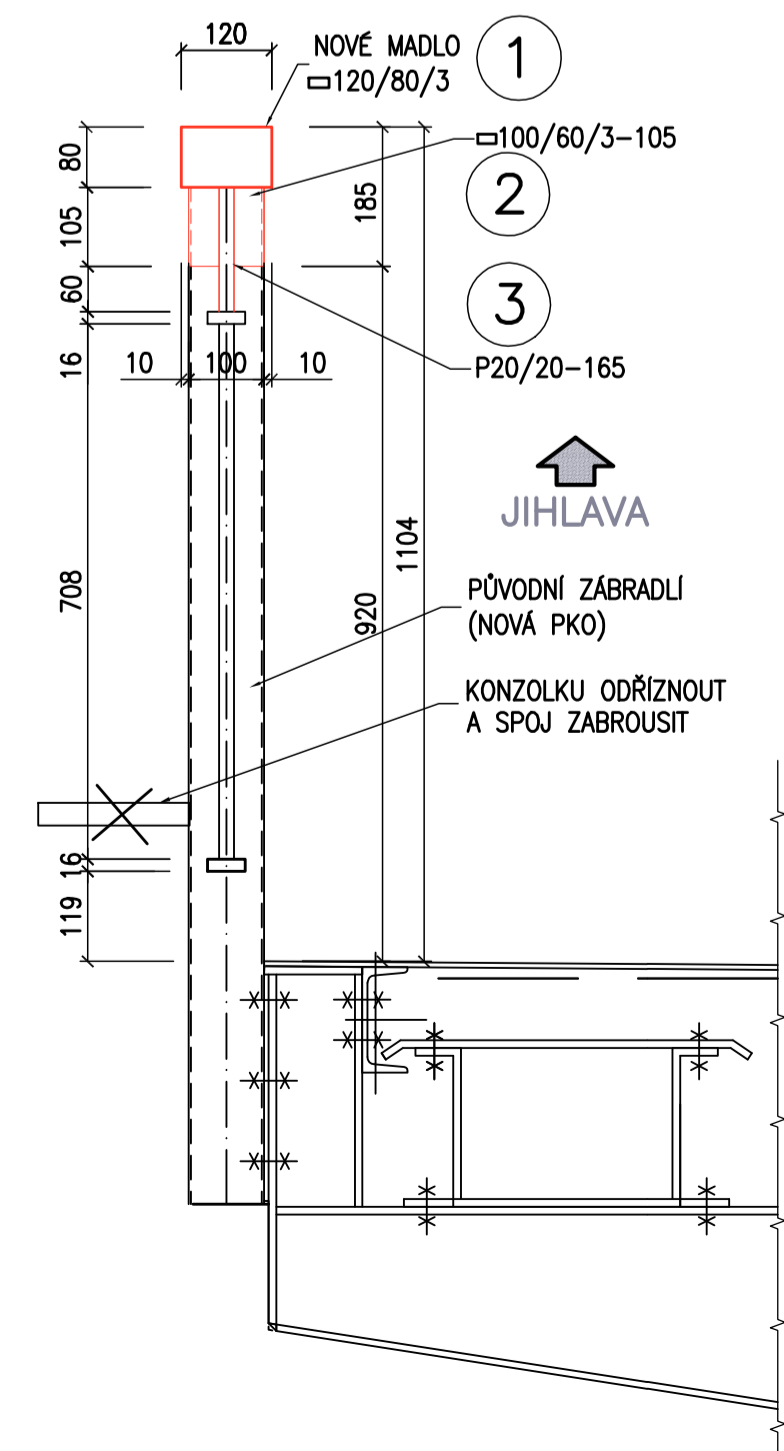 120
NOVÉ MADLO
▭120/80/3
1
▭100/60/3-105
2
3
P20/20-165
80
105
60
16
708
16
119
185
10
100
10
920
1104
JIHLAVA
PŮVODNÍ ZÁBRADLÍ
(NOVÁ PKO)
KONZOLKU ODŘÍZNOUT
A SPOJ ZABROUSIT